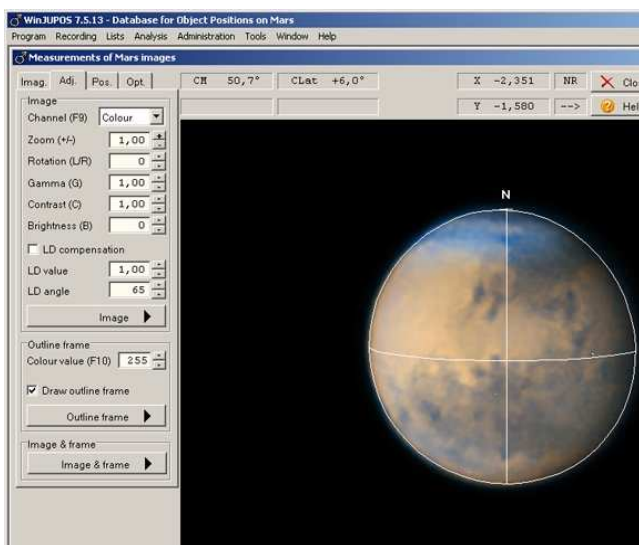 WinJUPOS 7.5.13 - Database for Object Positions on Mars
Program Recording Lists Analysis Administration Tools Window Help
Measurements of Mars images
Imag. Adj. Pos. Opt. CM 50,7° CLat +6,0° X -2,351 NR Clos
Y -1,580 --> Hel
Image
Channel (F9) Colour
Zoom (+/-) 1,00
Rotation (L/R) 0
Gamma (G) 1,00
Contrast (C) 1,00
Brightness (B) 0
LD compensation
LD value 1,00
LD angle 65
Image
Outline frame
Colour value (F10) 255
Draw outline frame
Outline frame
Image & frame
Image & frame
N